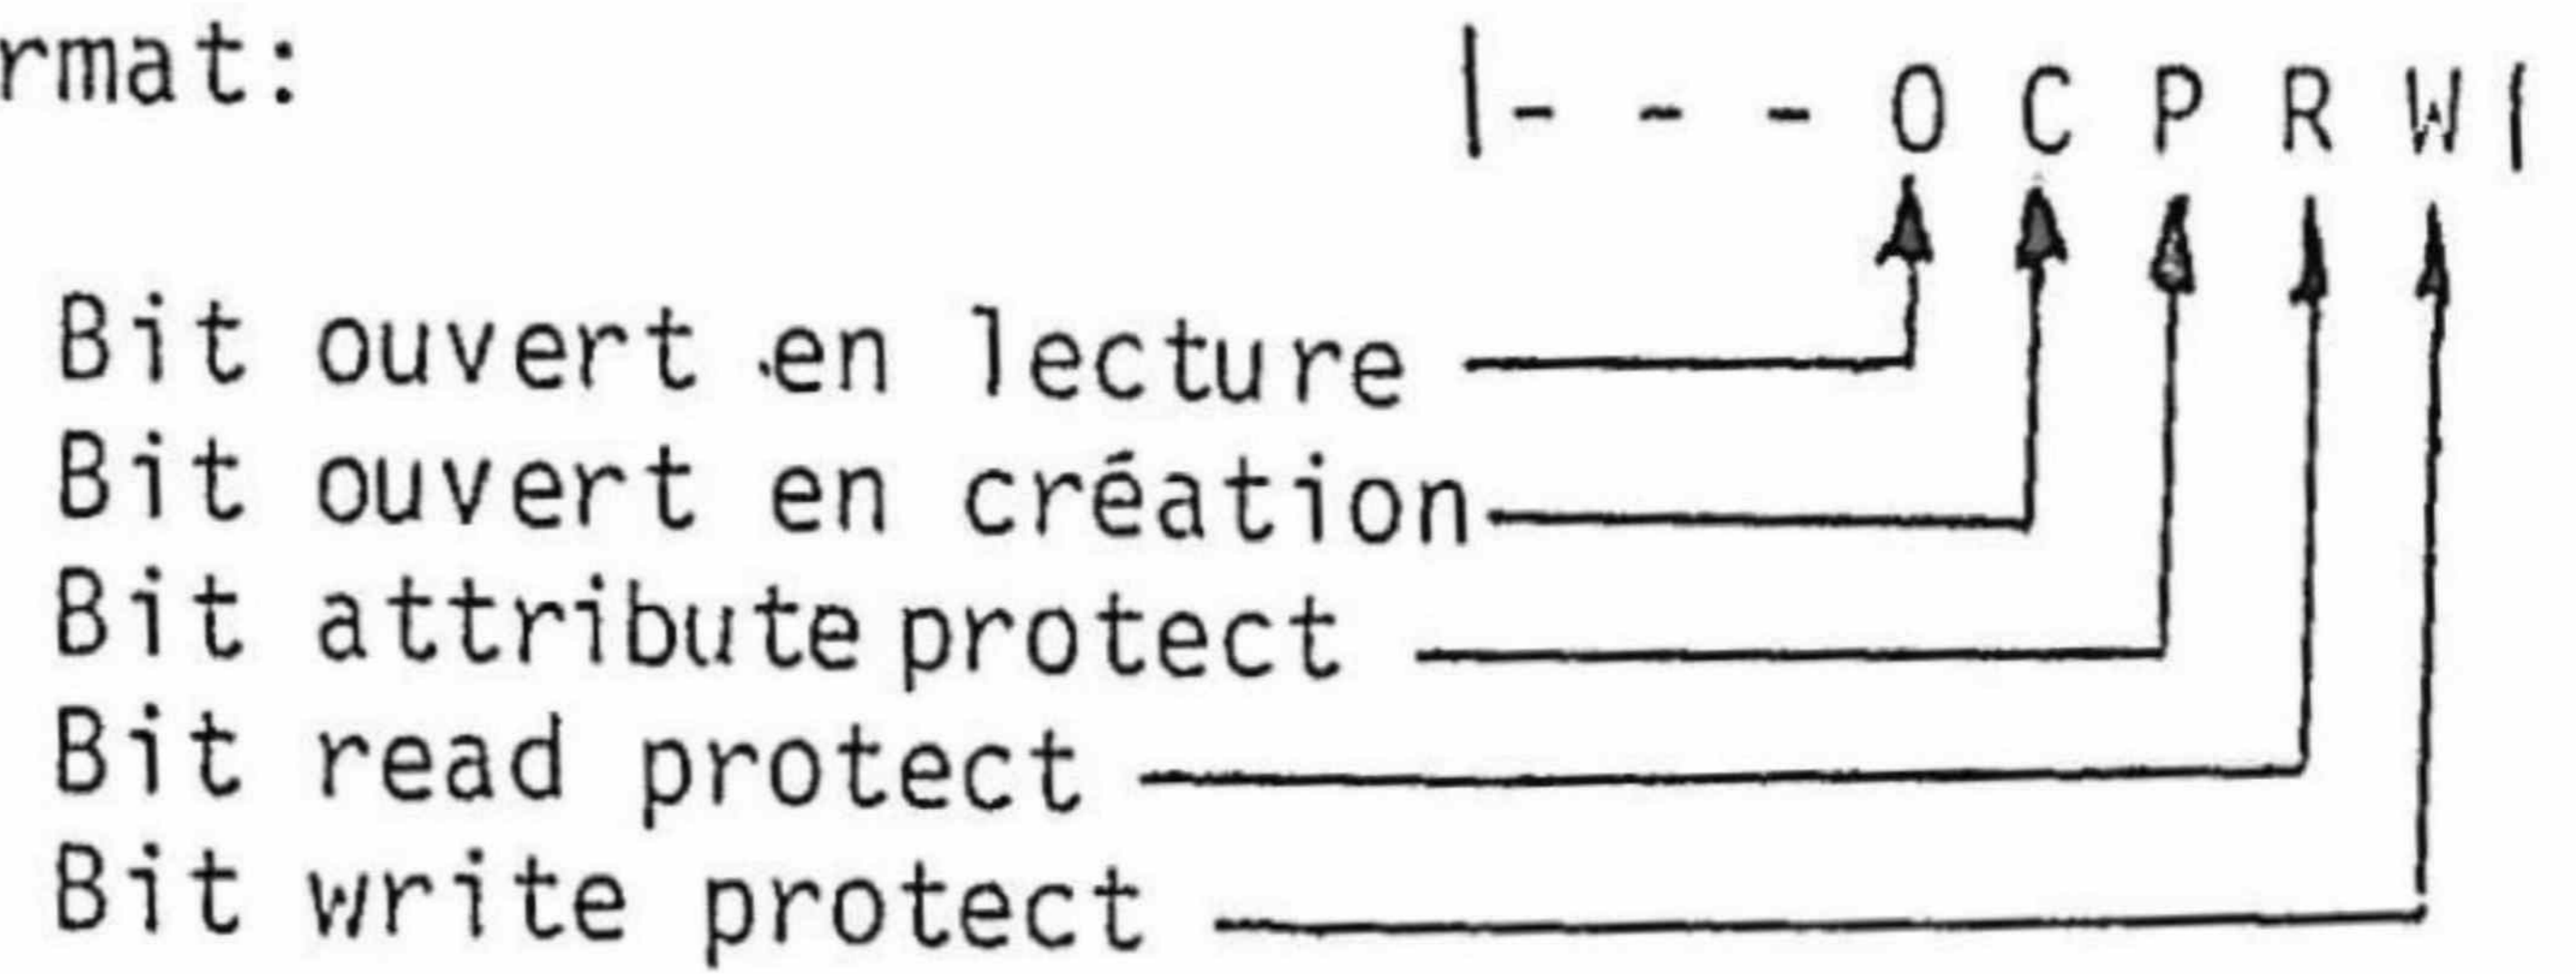 rmat: |- - - O C P R W|
Bit ouvert en lecture
Bit ouvert en création
Bit attribute protect
Bit read protect
Bit write protect